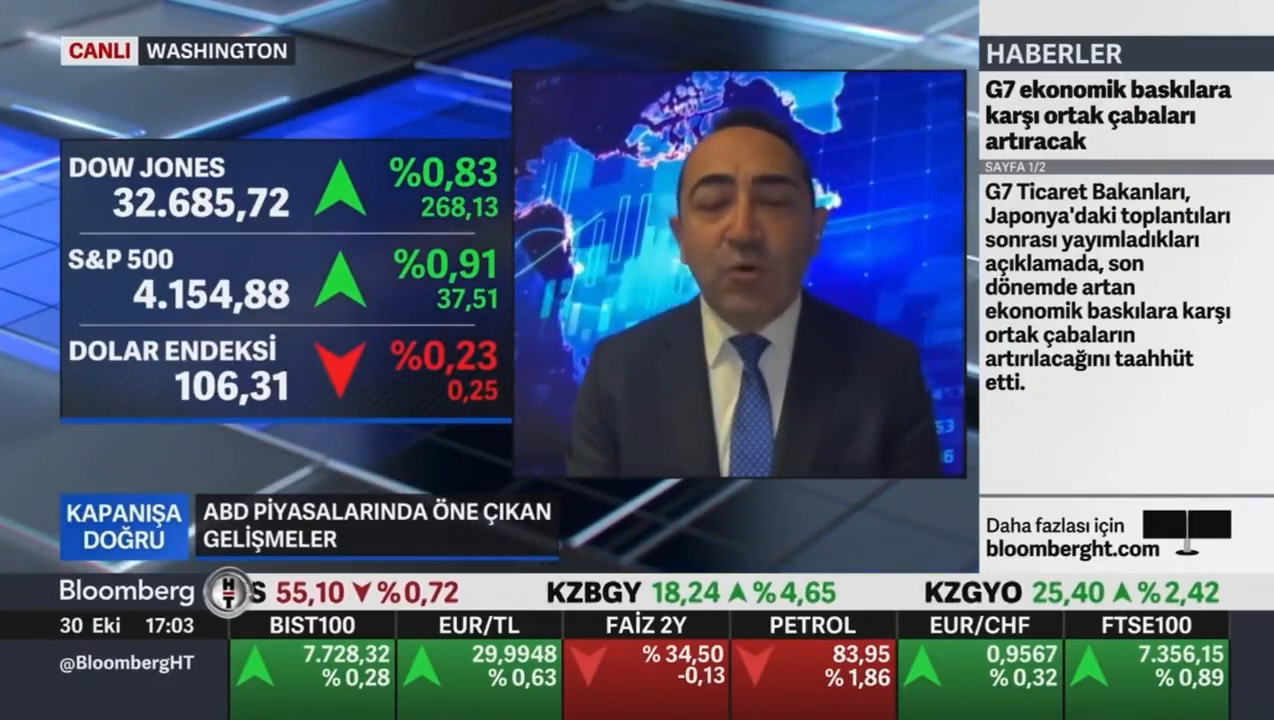 CANLI WASHINGTON
DOW JONES
32.685,72
%0,83
268,13
S&P 500
4.154,88
%0,91
37,51
DOLAR ENDEKSİ
106,31
%0,23
0,25
53
6
KAPANIŞA
DOĞRU
ABD PİYASALARINDA ÖNE ÇIKAN
GELİŞMELER
HABERLER
G7 ekonomik baskılara
karşı ortak çabaları
artıracak
SAYFA 1/2
G7 Ticaret Bakanları,
Japonya'daki toplantıları
sonrası yayımladıkları
açıklamada, son
dönemde artan
ekonomik baskılara karşı
ortak çabaların
artırılacağını taahhüt
etti.
Daha fazlası için
bloomberght.com
Bloomberg HT
S 55,10 %0,72 KZBGY 18,24 %4,65 KZGYO 25,40 %2,42
30 Eki 17:03
@BloombergHT
BIST100
7.728,32
% 0,28
EUR/TL
29,9948
% 0,63
FAİZ 2Y
% 34,50
-0,13
PETROL
83,95
% 1,86
EUR/CHF
0,9567
% 0,32
FTSE100
7.356,15
% 0,89